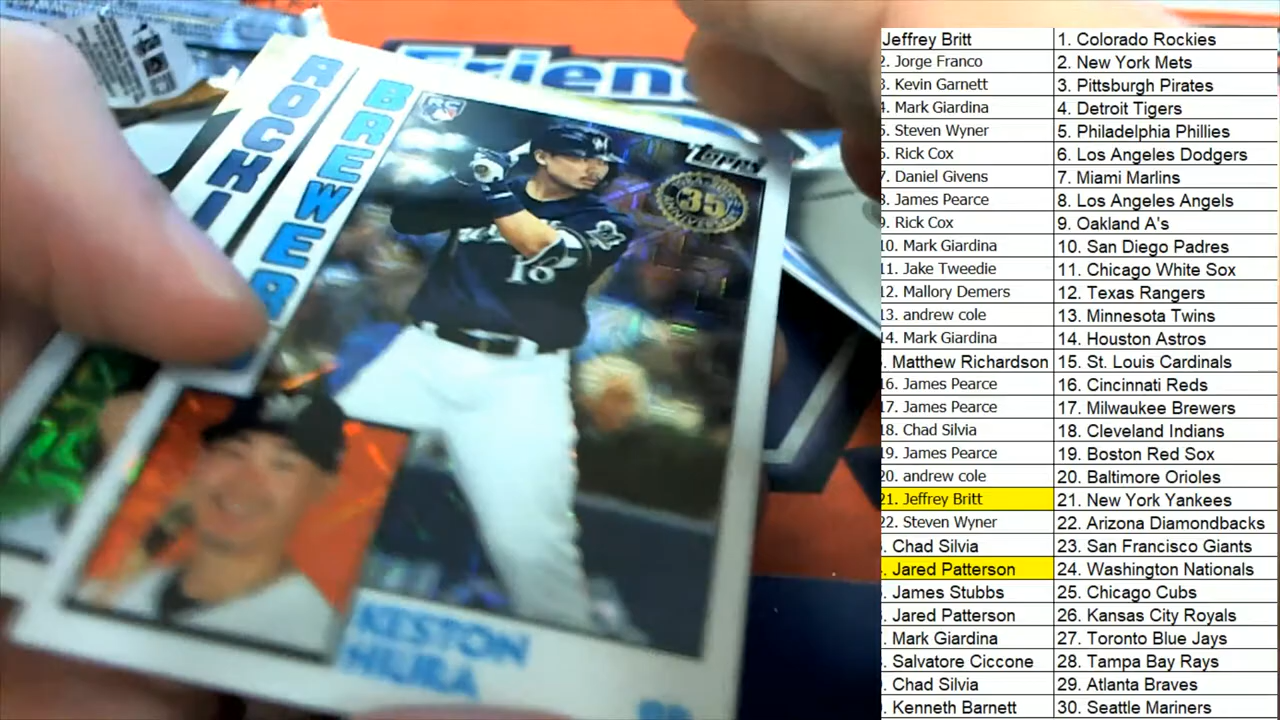 Friend
ROCKI
BREWER
RC
Topps
35
18
KESTON
HIURA
Jeffrey Britt 1. Colorado Rockies
2. Jorge Franco 2. New York Mets
3. Kevin Garnett 3. Pittsburgh Pirates
4. Mark Giardina 4. Detroit Tigers
5. Steven Wyner 5. Philadelphia Phillies
6. Rick Cox 6. Los Angeles Dodgers
7. Daniel Givens 7. Miami Marlins
8. James Pearce 8. Los Angeles Angels
9. Rick Cox 9. Oakland A's
10. Mark Giardina 10. San Diego Padres
11. Jake Tweedie 11. Chicago White Sox
12. Mallory Demers 12. Texas Rangers
13. andrew cole 13. Minnesota Twins
14. Mark Giardina 14. Houston Astros
. Matthew Richardson 15. St. Louis Cardinals
16. James Pearce 16. Cincinnati Reds
17. James Pearce 17. Milwaukee Brewers
18. Chad Silvia 18. Cleveland Indians
19. James Pearce 19. Boston Red Sox
20. andrew cole 20. Baltimore Orioles
21. Jeffrey Britt 21. New York Yankees
22. Steven Wyner 22. Arizona Diamondbacks
. Chad Silvia 23. San Francisco Giants
. Jared Patterson 24. Washington Nationals
. James Stubbs 25. Chicago Cubs
. Jared Patterson 26. Kansas City Royals
. Mark Giardina 27. Toronto Blue Jays
. Salvatore Ciccone 28. Tampa Bay Rays
. Chad Silvia 29. Atlanta Braves
. Kenneth Barnett 30. Seattle Mariners